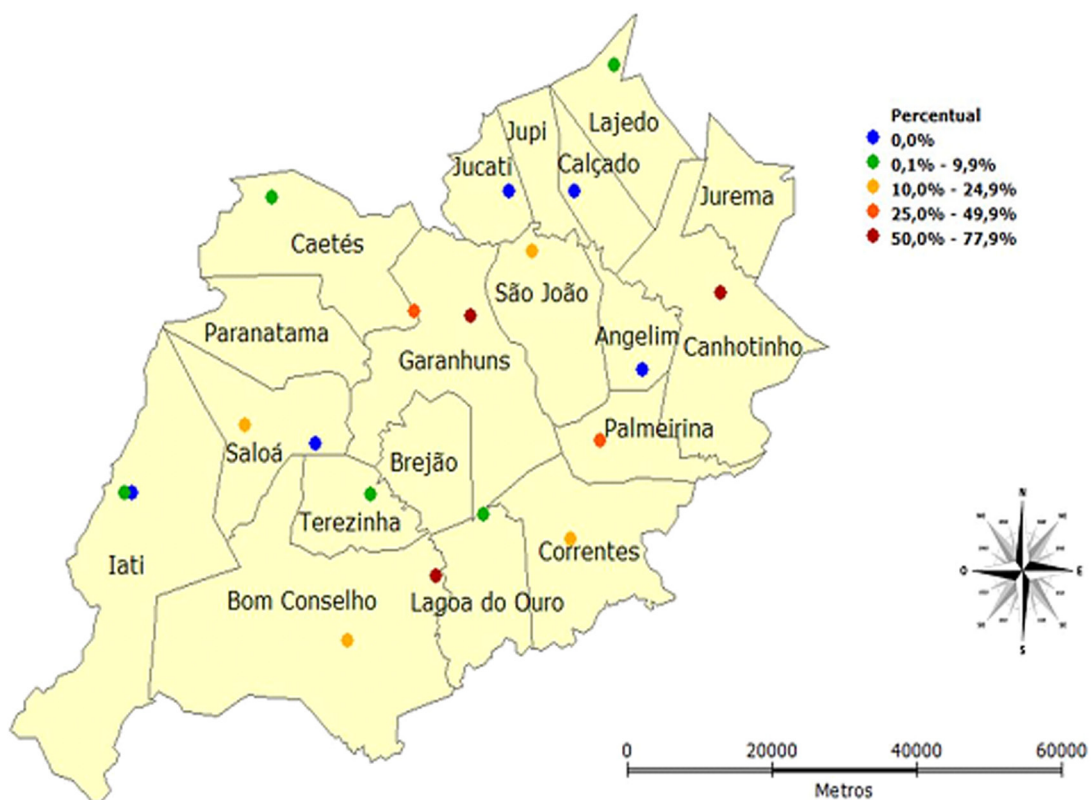 Percentual
0,0%
0,1% - 9,9%
10,0% - 24,9%
25,0% - 49,9%
50,0% - 77,9%
Lajedo
Jupi
Jucati
Calçado
Jurema
Caetés
São João
Paranatama
Angelim
Canhotinho
Garanhuns
Palmeirina
Saloá
Brejão
Terezinha
Correntes
Iati
Bom Conselho
Lagoa do Ouro
N
O
E
S
0 20000 40000 60000
Metros